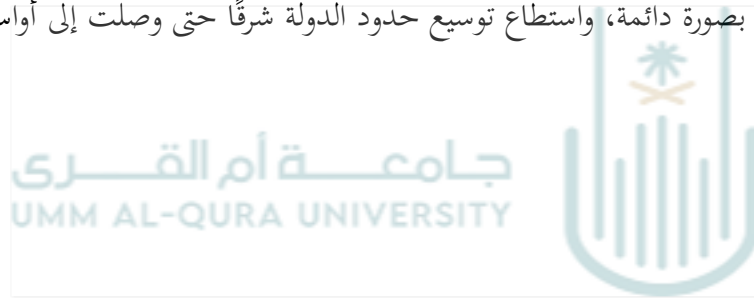 بصورة دائمة، واستطاع توسيع حدود الدولة شرقًا حتى وصلت إلى
جامعة أم القرى
UMM AL-QURA UNIVERSITY